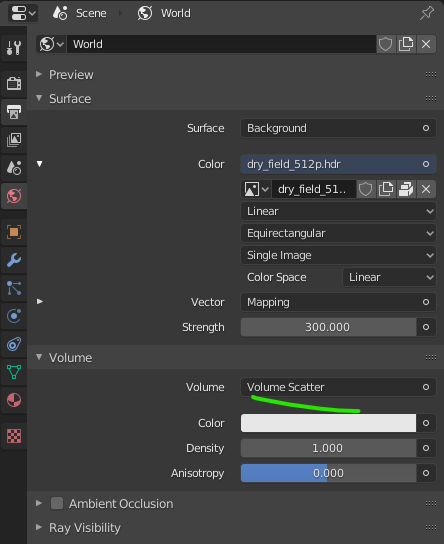 Scene World
World
Preview
Surface
Surface Background
Color dry_field_512p.hdr
dry_field_51..
Linear
Equirectangular
Single Image
Color Space Linear
Vector Mapping
Strength 300.000
Volume
Volume Volume Scatter
Color
Density 1.000
Anisotropy 0.000
Ambient Occlusion
Ray Visibility